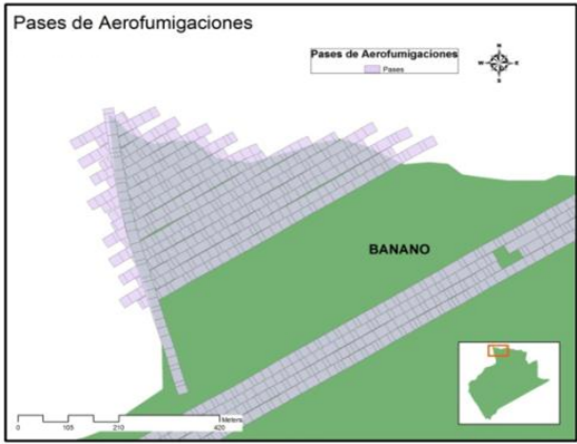 Pases de Aerofumigaciones
Pases de Aerofumigaciones
Pases
N
W E
S
BANANO
Meters
0 105 210 420